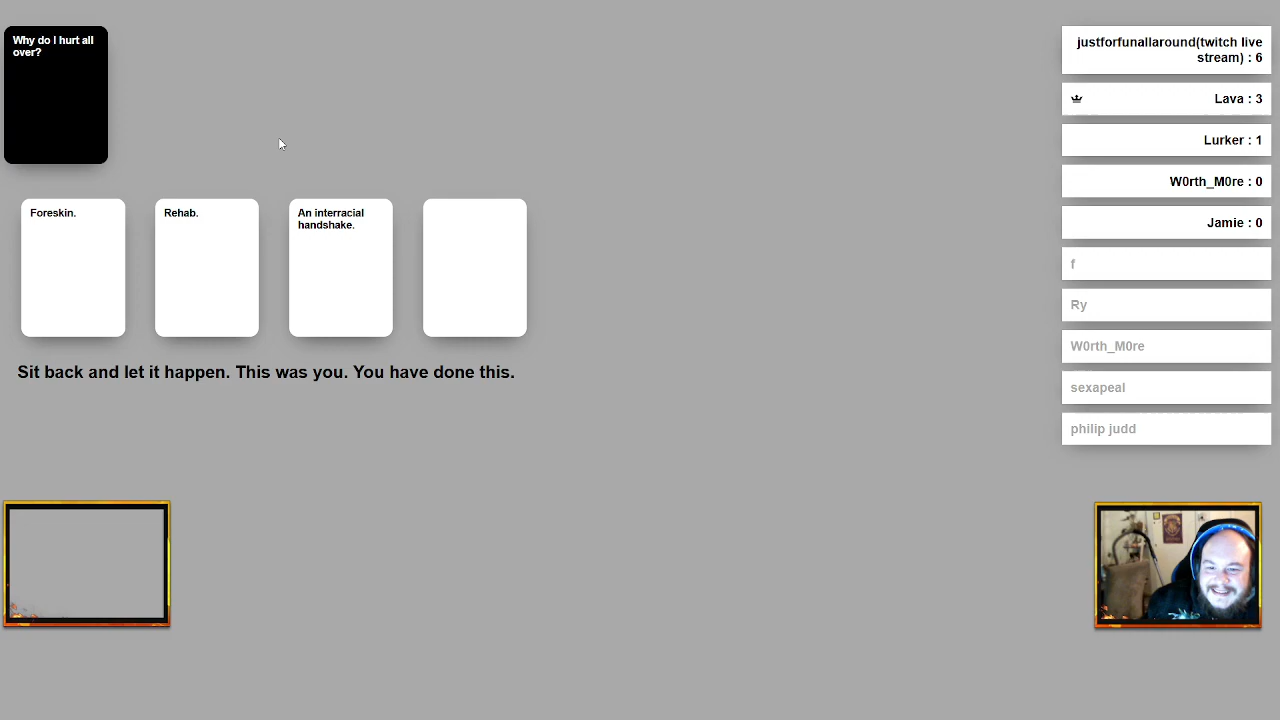 Why do I hurt all
over?
Foreskin.
Rehab.
An interracial
handshake.
Sit back and let it happen. This was you. You have done this.
justforfunallaround(twitch live
stream) : 6
Lava : 3
Lurker : 1
W0rth_M0re : 0
Jamie : 0
f
Ry
W0rth_M0re
sexapeal
philip judd